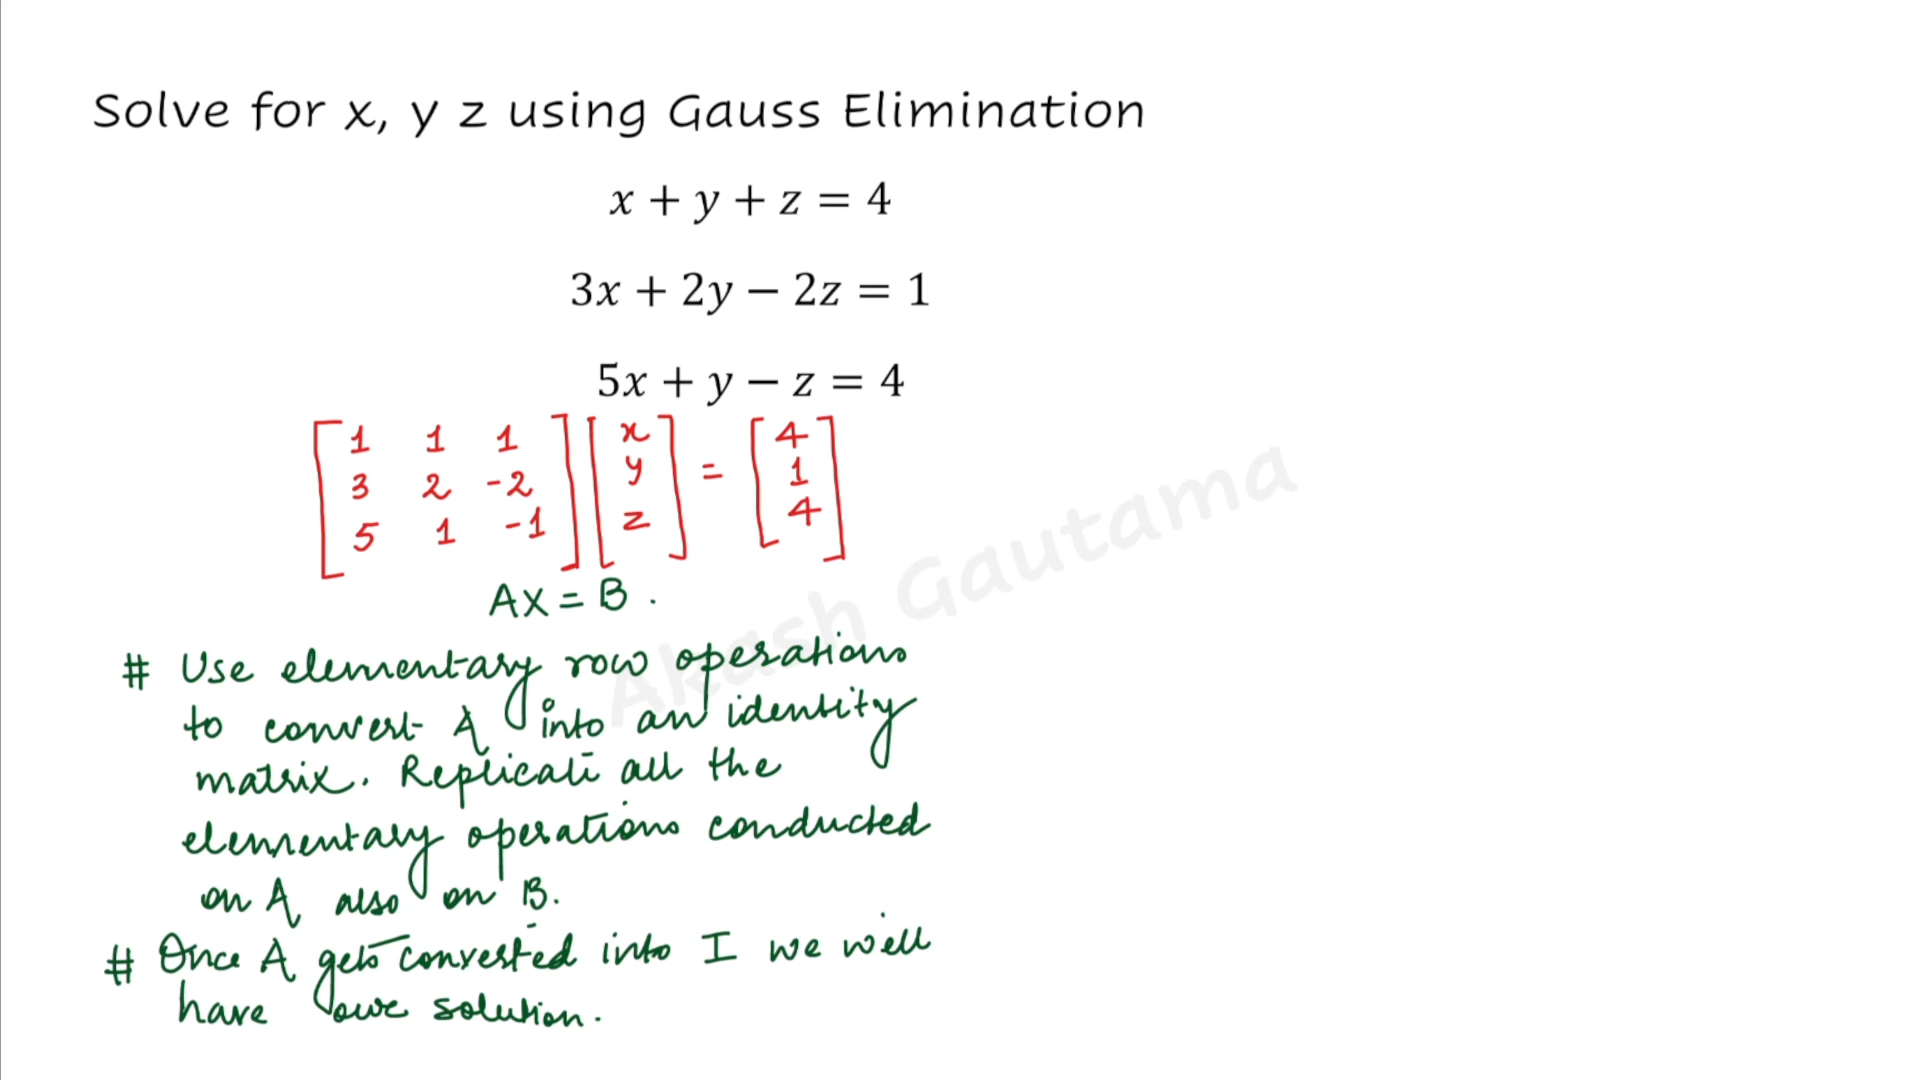 Solve for x, y z using Gauss Elimination
x + y + z = 4
3x + 2y − 2z = 1
5x + y − z = 4
[1 1 1] [x] [4]
[3 2 -2] [y] = [1]
[5 1 -1] [z] [4]
AX = B.
# Use elementary row operations
to convert A into an identity
matrix. Replicate all the
elementary operations conducted
on A also on B.
# Once A gets converted into I we will
have our solution.
Akash Gautama